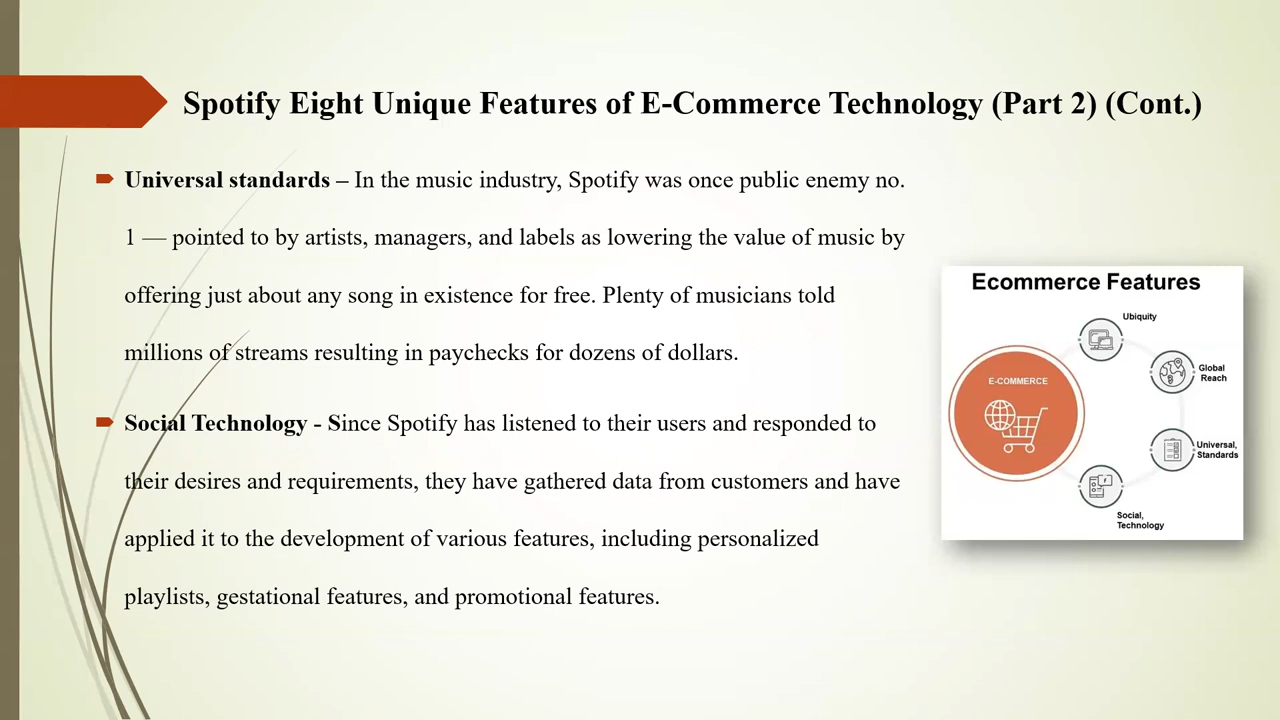 Spotify Eight Unique Features of E-Commerce Technology (Part 2) (Cont.)
Universal standards – In the music industry, Spotify was once public enemy no.
1 — pointed to by artists, managers, and labels as lowering the value of music by
offering just about any song in existence for free. Plenty of musicians told
millions of streams resulting in paychecks for dozens of dollars.
Social Technology - Since Spotify has listened to their users and responded to
their desires and requirements, they have gathered data from customers and have
applied it to the development of various features, including personalized
playlists, gestational features, and promotional features.
Ecommerce Features
E-COMMERCE
Ubiquity
Global
Reach
Universal,
Standards
Social,
Technology